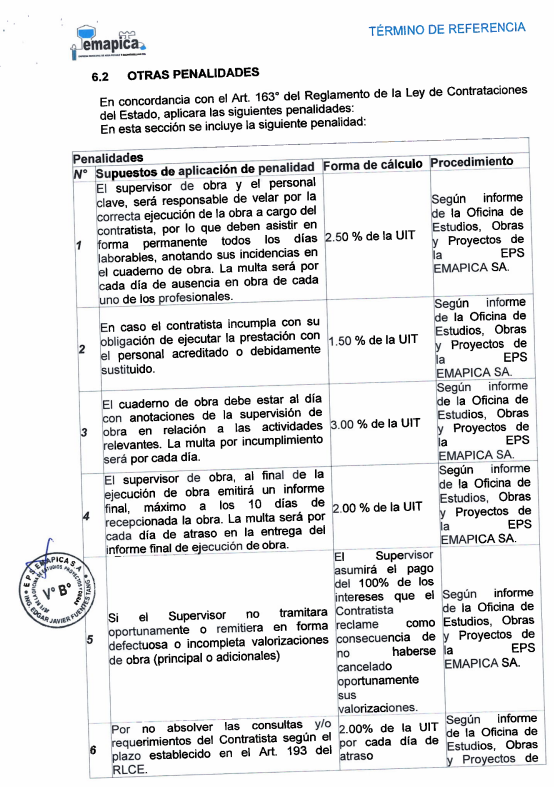 TÉRMINO DE REFERENCIA
emapica
6.2 OTRAS PENALIDADES
En concordancia con el Art. 163° del Reglamento de la Ley de Contrataciones
del Estado, aplicara las siguientes penalidades:
En esta sección se incluye la siguiente penalidad:
Penalidades
N° Supuestos de aplicación de penalidad Forma de cálculo Procedimiento
1
El supervisor de obra y el personal
clave, será responsable de velar por la
correcta ejecución de la obra a cargo del
contratista, por lo que deben asistir en
forma permanente todos los días
laborables, anotando sus incidencias en
el cuaderno de obra. La multa será por
cada día de ausencia en obra de cada
uno de los profesionales.
2.50 % de la UIT
Según informe
de la Oficina de
Estudios, Obras
y Proyectos de
la EPS
EMAPICA SA.
2
En caso el contratista incumpla con su
obligación de ejecutar la prestación con
el personal acreditado o debidamente
sustituido.
1.50 % de la UIT
Según informe
de la Oficina de
Estudios, Obras
y Proyectos de
la EPS
EMAPICA SA.
3
El cuaderno de obra debe estar al día
con anotaciones de la supervisión de
obra en relación a las actividades
relevantes. La multa por incumplimiento
será por cada día.
3.00 % de la UIT
Según informe
de la Oficina de
Estudios, Obras
y Proyectos de
la EPS
EMAPICA SA.
4
El supervisor de obra, al final de la
ejecución de obra emitirá un informe
final, máximo a los 10 días de
recepcionada la obra. La multa será por
cada día de atraso en la entrega del
informe final de ejecución de obra.
2.00 % de la UIT
Según informe
de la Oficina de
Estudios, Obras
y Proyectos de
la EPS
EMAPICA SA.
5
Si el Supervisor no tramitara
oportunamente o remitiera en forma
defectuosa o incompleta valorizaciones
de obra (principal o adicionales)
El Supervisor
asumirá el pago
del 100% de los
intereses que el
Contratista
reclame como
consecuencia de
no haberse
cancelado
oportunamente
sus
valorizaciones.
Según informe
de la Oficina de
Estudios, Obras
y Proyectos de
la EPS
EMAPICA SA.
6
Por no absolver las consultas y/o
requerimientos del Contratista según el
plazo establecido en el Art. 193 del
RLCE.
2.00% de la UIT
por cada día de
atraso
Según informe
de la Oficina de
Estudios, Obras
y Proyectos de
EPS EMAPICA S.A.
V° B°
ING. EDGAR JAVIER FUENTES TANG